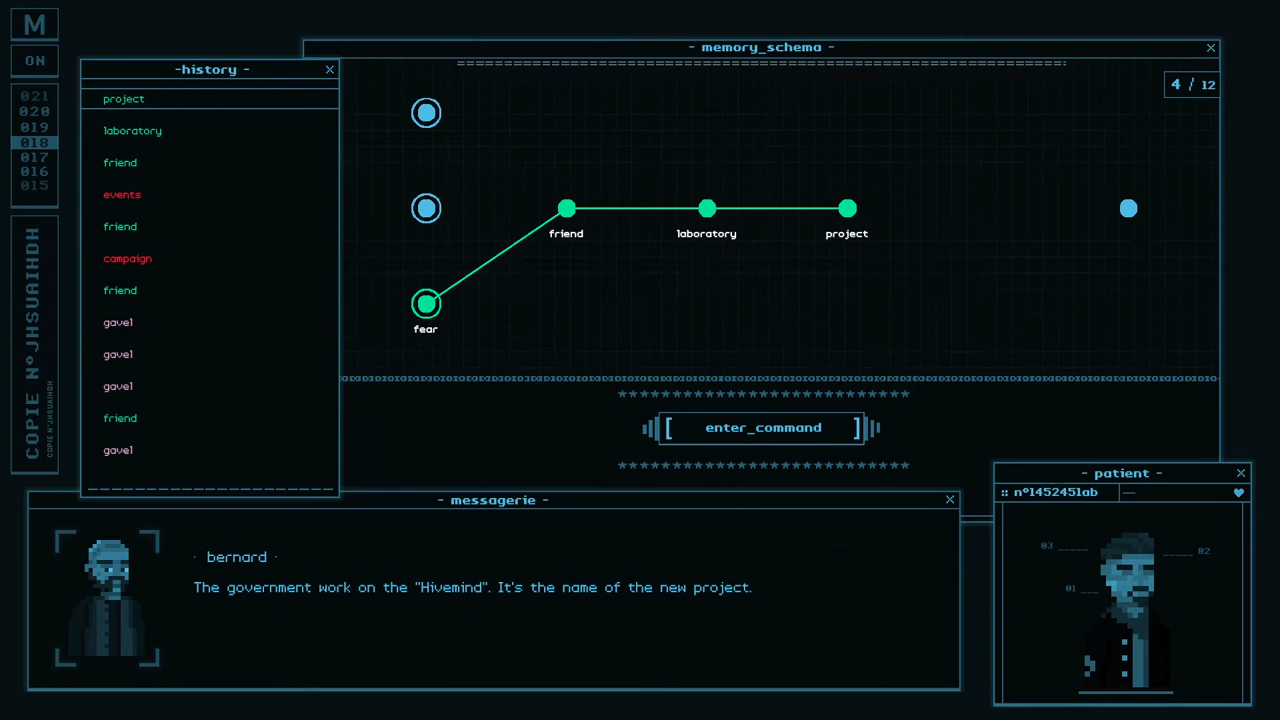 M
ON
021
020
019
018
017
016
015
COPIE N°JHSUAIHDH
COPIE N°JHSUAIHDH
-history -
project
laboratory
friend
events
friend
campaign
friend
gavel
gavel
gavel
friend
gavel
- memory_schema -
4 / 12
friend
laboratory
project
fear
[ enter_command ]
- messagerie -
· bernard ·
The government work on the "Hivemind". It's the name of the new project.
- patient -
:: n°1452451ab
03
02
01